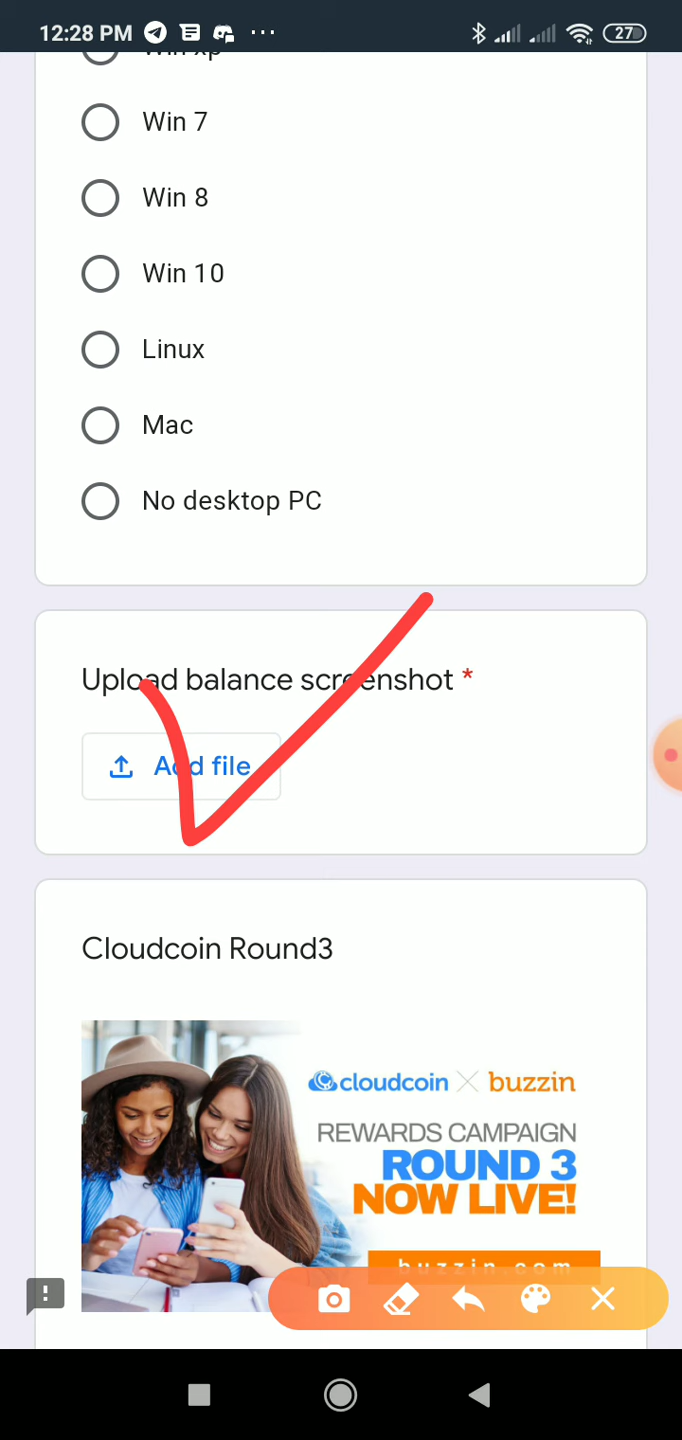 12:28 PM
27
Win xp
Win 7
Win 8
Win 10
Linux
Mac
No desktop PC
Upload balance screenshot *
Add file
Cloudcoin Round3
cloudcoin buzzin
REWARDS CAMPAIGN
ROUND 3
NOW LIVE!
buzzin.com